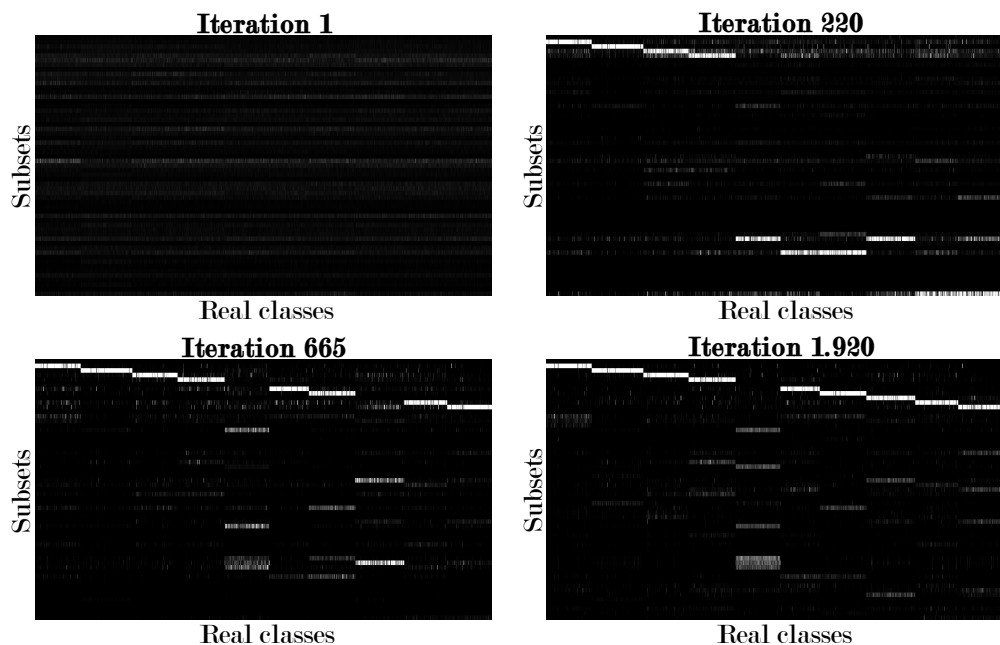 Iteration 1
Subsets
Real classes
Iteration 220
Subsets
Real classes
Iteration 665
Subsets
Real classes
Iteration 1.920
Subsets
Real classes